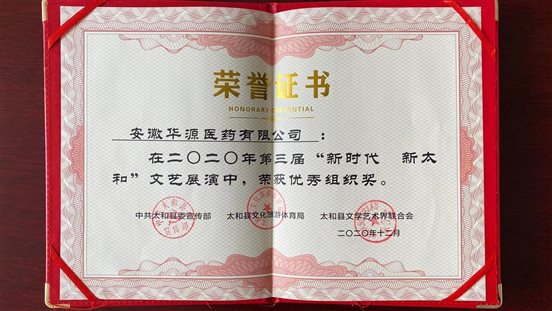 荣誉证书
HONORARY CREDENTIAL
安徽华源医药有限公司：
在二〇二〇年第三届“新时代 新太
和”文艺展演中，荣获优秀组织奖。
中共太和县委宣传部 太和县文化旅游体育局 太和县文学艺术界联合会
二〇二〇年十二月